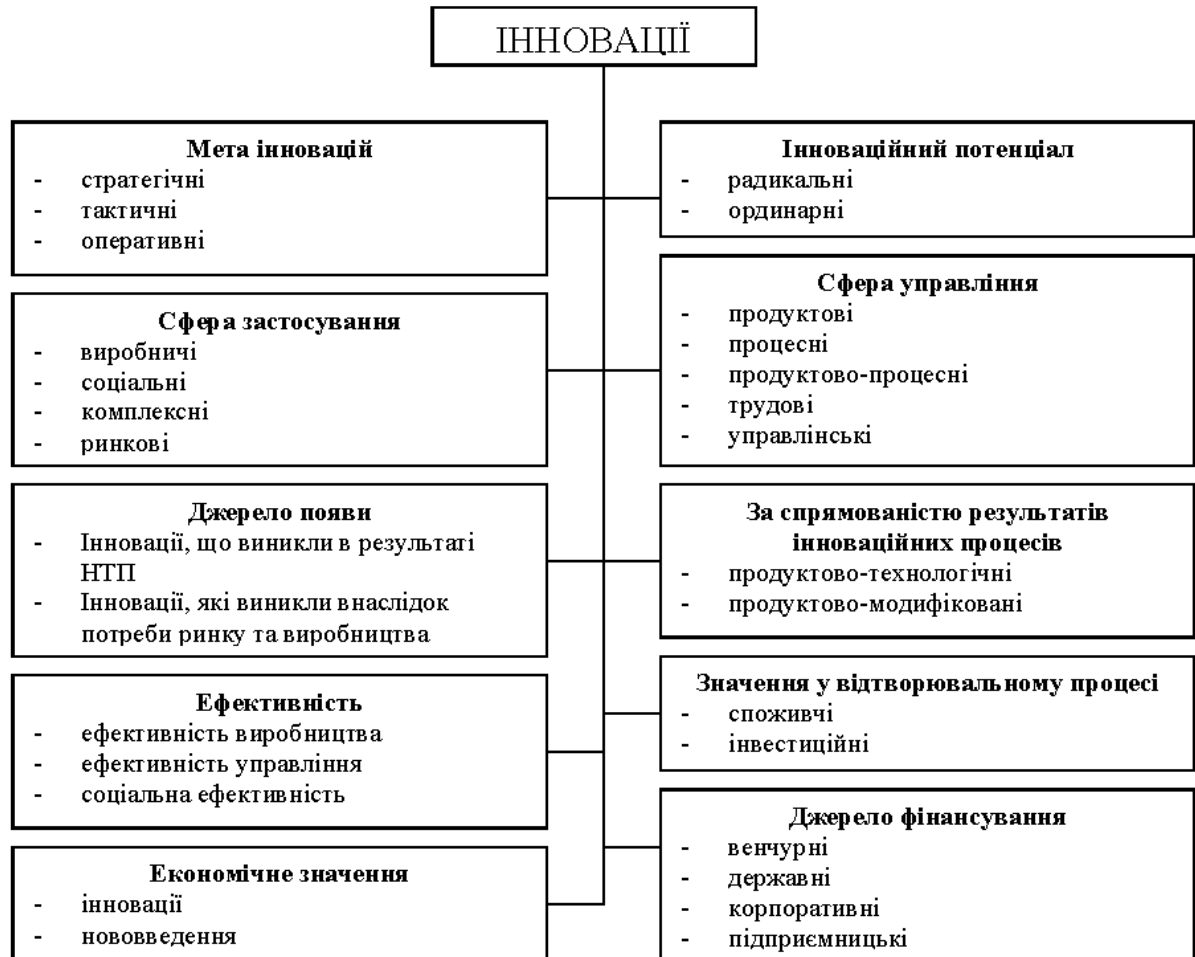 ІННОВАЦІЇ
Мета інновацій
- стратегічні
- тактичні
- оперативні
Сфера застосування
- виробничі
- соціальні
- комплексні
- ринкові
Джерело появи
- Інновації, що виникли в результаті
НТП
- Інновації, які виникли внаслідок
потреби ринку та виробництва
Ефективність
- ефективність виробництва
- ефективність управління
- соціальна ефективність
Економічне значення
- інновації
- нововведення
Інноваційний потенціал
- радикальні
- ординарні
Сфера управління
- продуктові
- процесні
- продуктово-процесні
- трудові
- управлінські
За спрямованістю результатів
інноваційних процесів
- продуктово-технологічні
- продуктово-модифіковані
Значення у відтворювальному процесі
- споживчі
- інвестиційні
Джерело фінансування
- венчурні
- державні
- корпоративні
- підприємницькі